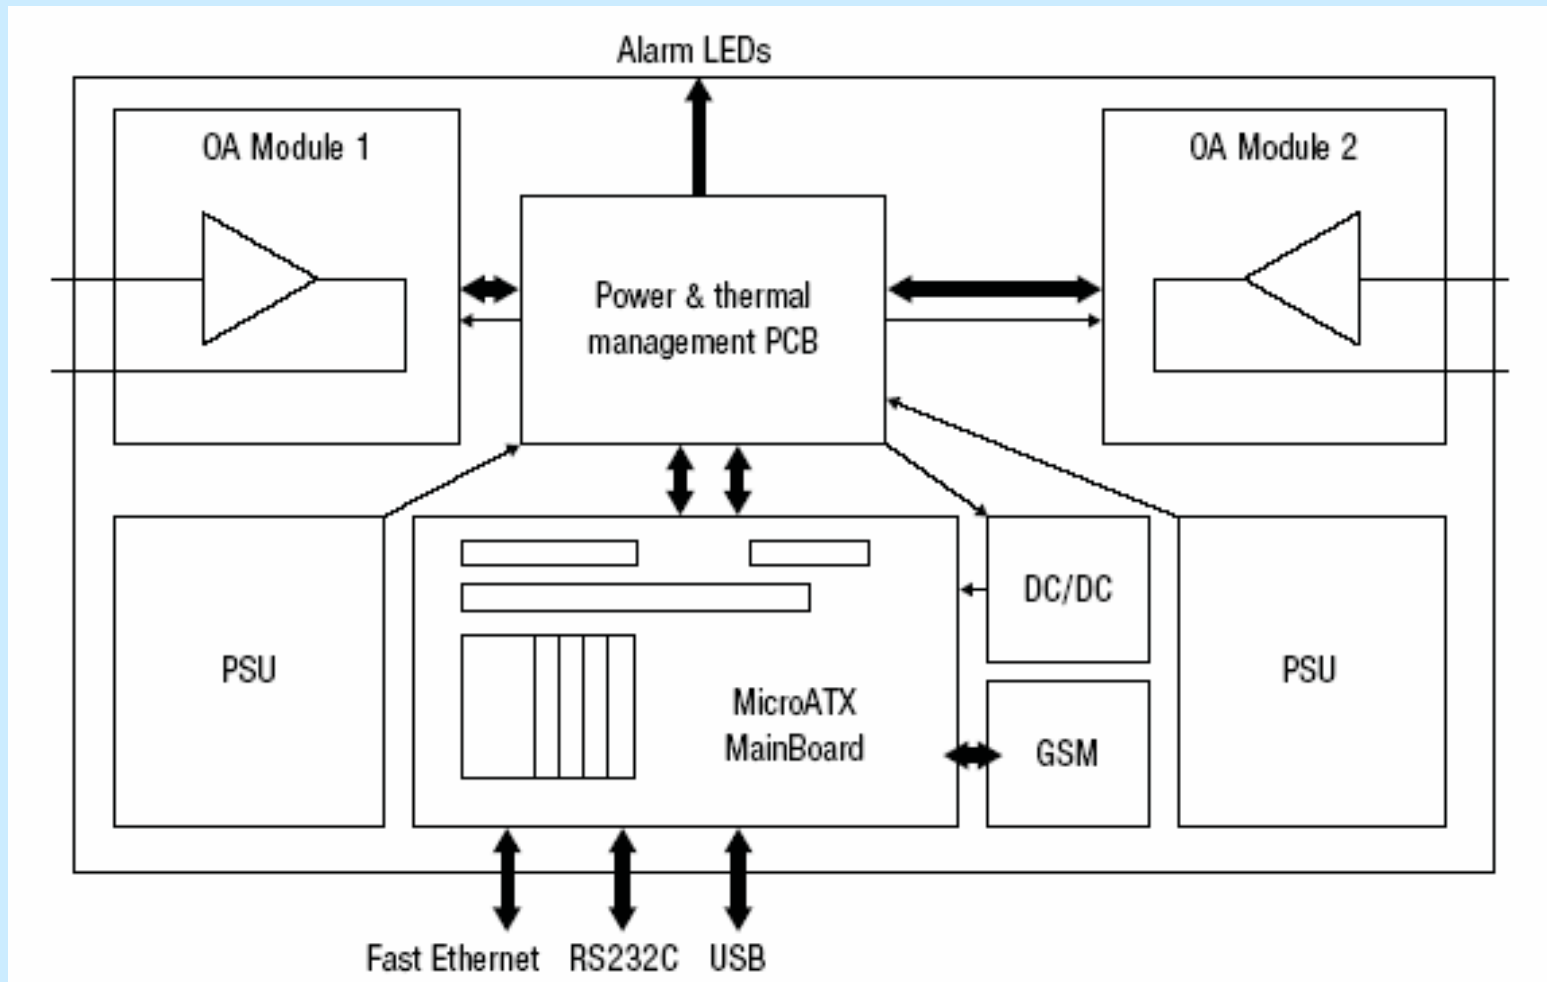 Alarm LEDs
OA Module 1
OA Module 2
Power & thermal
management PCB
PSU
MicroATX
MainBoard
DC/DC
GSM
PSU
Fast Ethernet
RS232C
USB